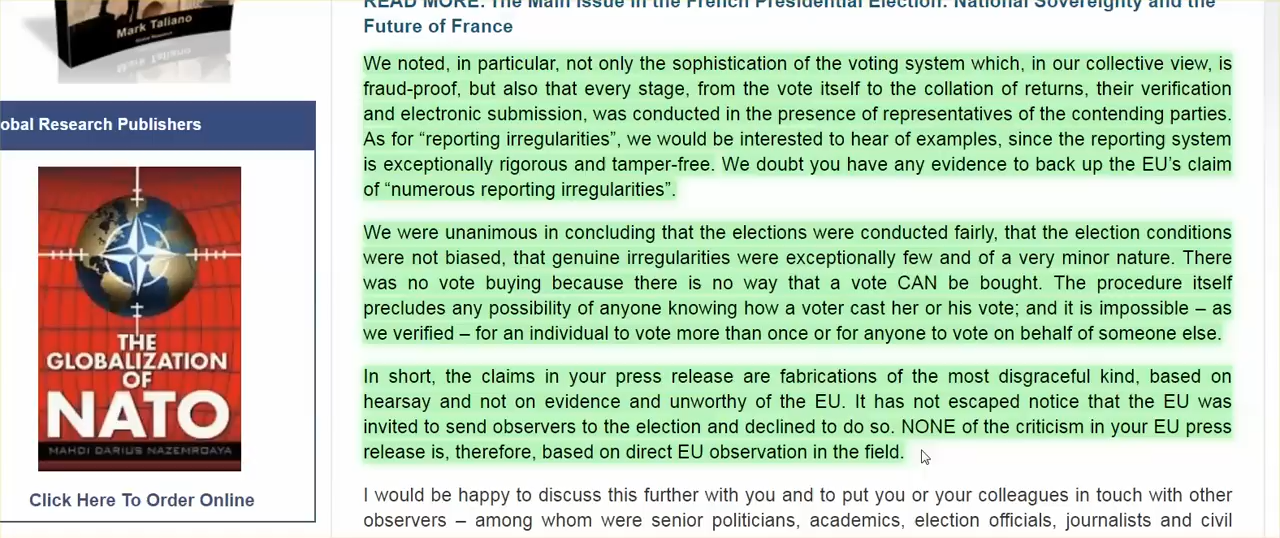 Mark Taliano
Global Research
obal Research Publishers
THE
GLOBALIZATION
OF
NATO
MAHDI DARIUS NAZEMROAYA
Click Here To Order Online
READ MORE: The Main Issue in the French Presidential Election: National Sovereignty and the
Future of France
We noted, in particular, not only the sophistication of the voting system which, in our collective view, is
fraud-proof, but also that every stage, from the vote itself to the collation of returns, their verification
and electronic submission, was conducted in the presence of representatives of the contending parties.
As for “reporting irregularities”, we would be interested to hear of examples, since the reporting system
is exceptionally rigorous and tamper-free. We doubt you have any evidence to back up the EU’s claim
of “numerous reporting irregularities”.
We were unanimous in concluding that the elections were conducted fairly, that the election conditions
were not biased, that genuine irregularities were exceptionally few and of a very minor nature. There
was no vote buying because there is no way that a vote CAN be bought. The procedure itself
precludes any possibility of anyone knowing how a voter cast her or his vote; and it is impossible – as
we verified – for an individual to vote more than once or for anyone to vote on behalf of someone else.
In short, the claims in your press release are fabrications of the most disgraceful kind, based on
hearsay and not on evidence and unworthy of the EU. It has not escaped notice that the EU was
invited to send observers to the election and declined to do so. NONE of the criticism in your EU press
release is, therefore, based on direct EU observation in the field.
I would be happy to discuss this further with you and to put you or your colleagues in touch with other
observers – among whom were senior politicians, academics, election officials, journalists and civil